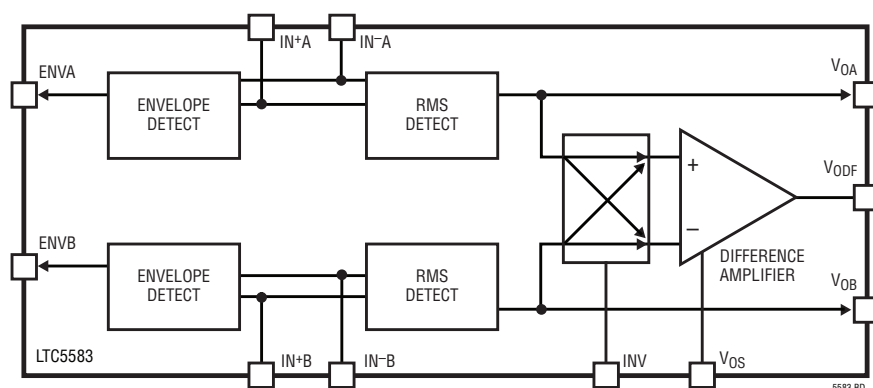 IN+A
IN–A
ENVA
VOA
ENVELOPE
DETECT
RMS
DETECT
+
VODF
–
ENVB
ENVELOPE
DETECT
RMS
DETECT
DIFFERENCE
AMPLIFIER
VOB
LTC5583
IN+B
IN–B
INV
VOS
5583 BD